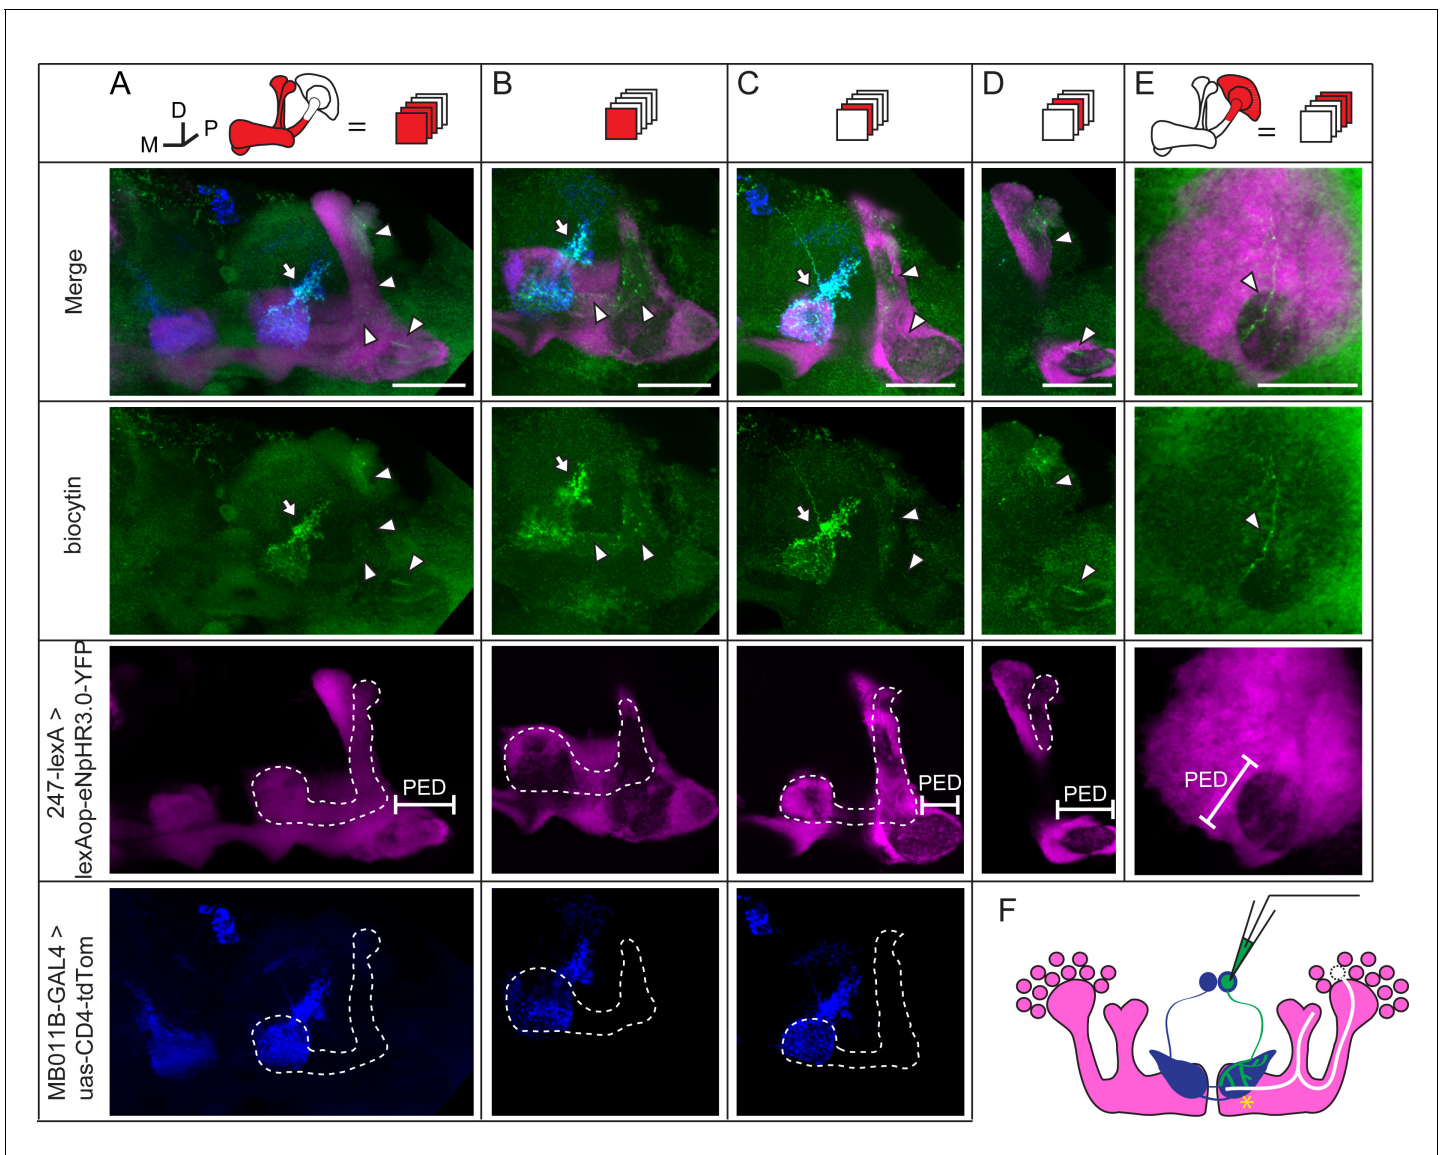 A
B
C
D
E
D
P
M
=
=
Merge
biocytin
247-lexA >
lexAop-eNpHR3.0-YFP
PED
PED
PED
PED
MB011B-GAL4 >
uas-CD4-tdTom
F
*